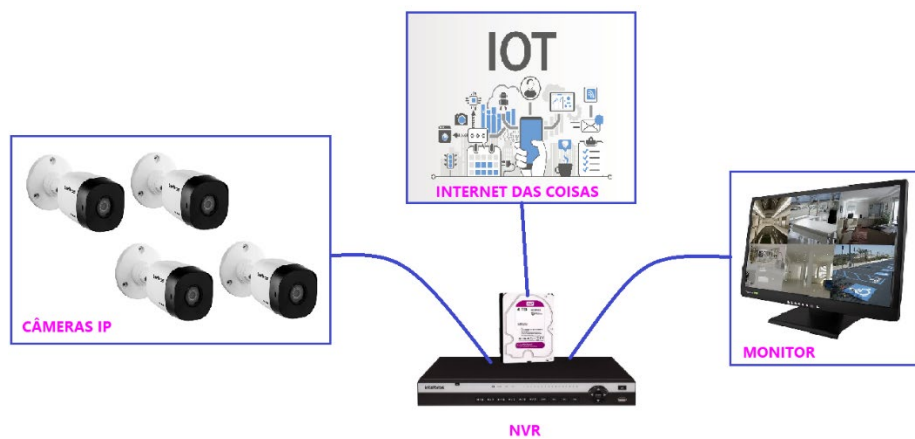 IOT
INTERNET DAS COISAS
CÂMERAS IP
MONITOR
NVR